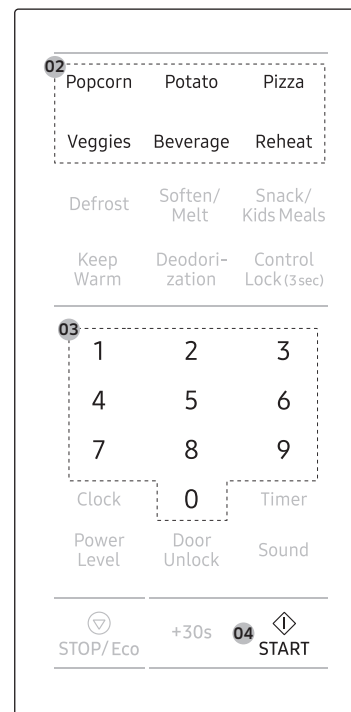 02
Popcorn Potato Pizza
Veggies Beverage Reheat
Defrost Soften/ Melt Snack/ Kids Meals
Keep Warm Deodori- zation Control Lock (3 sec)
03
1 2 3
4 5 6
7 8 9
Clock 0 Timer
Power Level Door Unlock Sound
STOP/Eco +30s 04 START